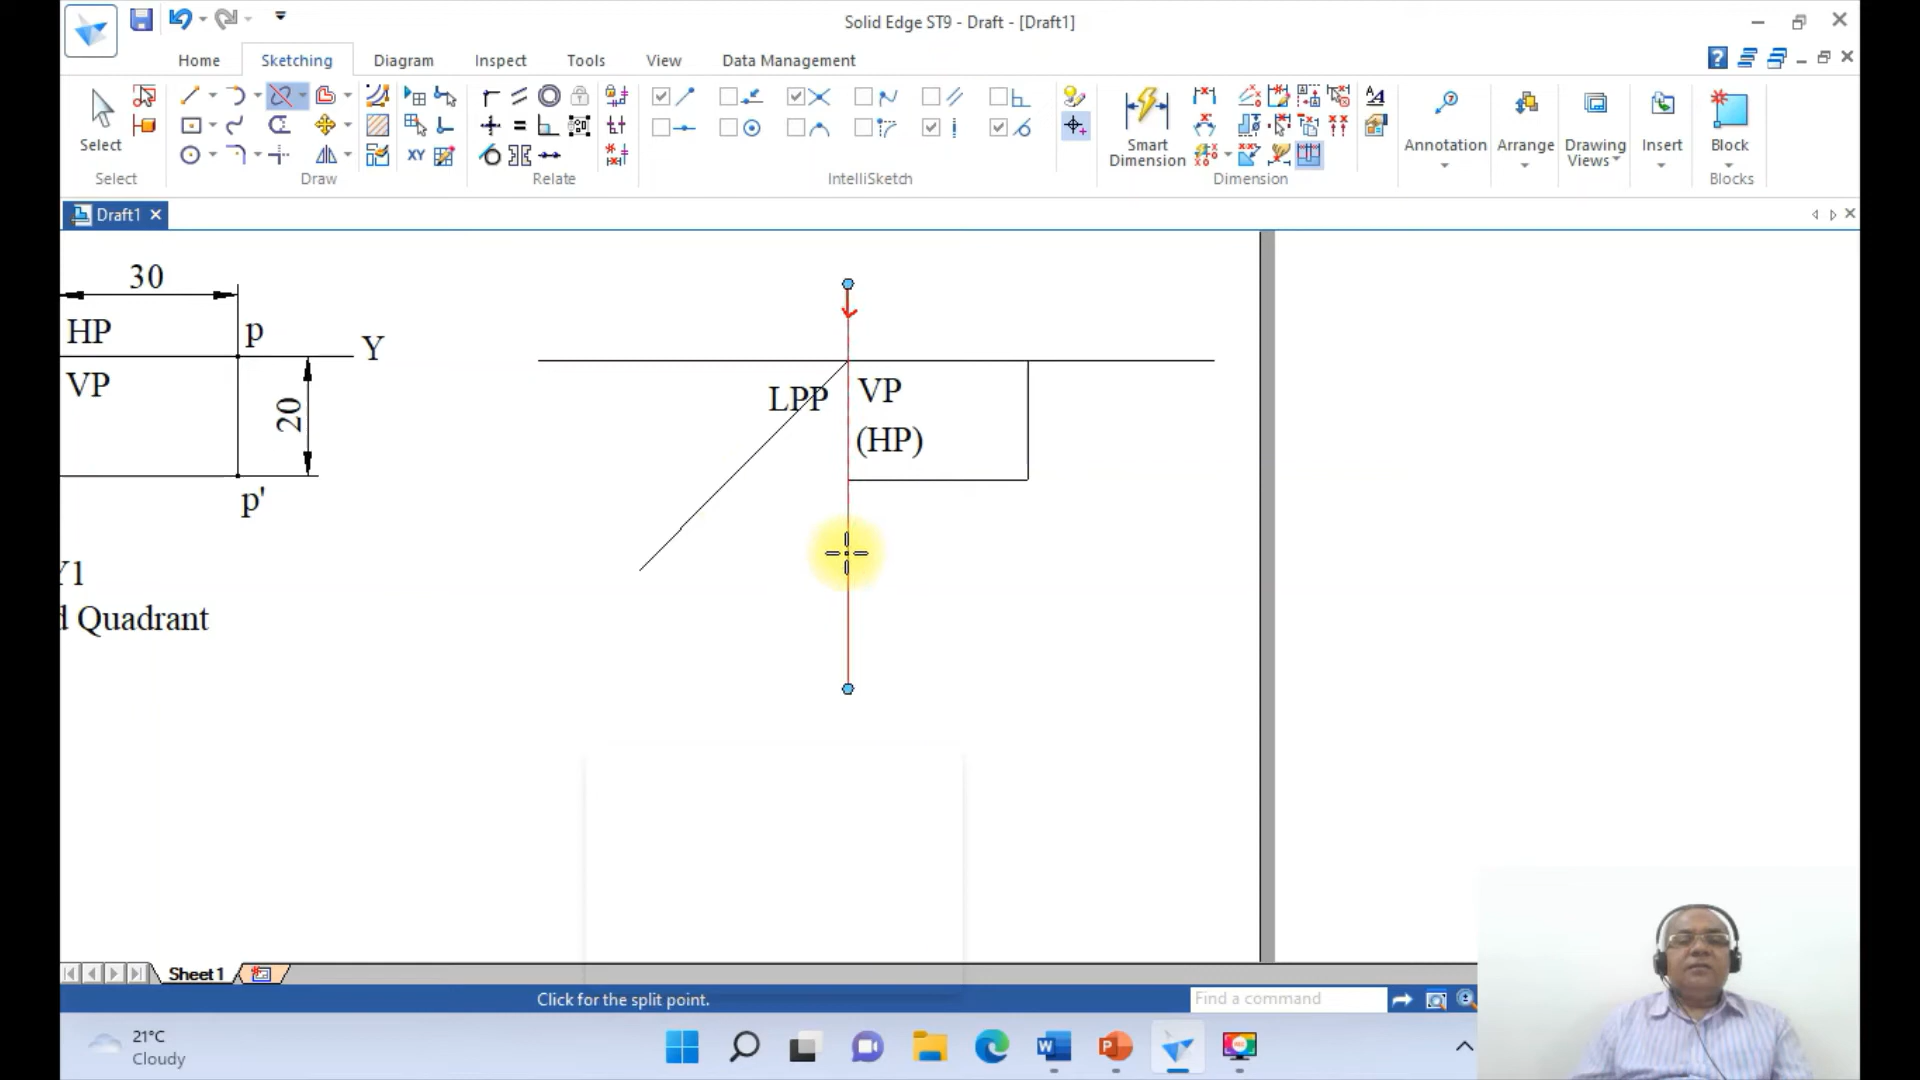 Solid Edge ST9 - Draft - [Draft1]
Home
Sketching
Diagram
Inspect
Tools
View
Data Management
Select
Smart
Dimension
Annotation
Arrange
Drawing
Views
Insert
Block
Select
Draw
Relate
IntelliSketch
Dimension
Blocks
Draft1
30
HP
p
Y
VP
20
p'
Y1
d Quadrant
LPP
VP
(HP)
Sheet1
Click for the split point.
Find a command
21°C
Cloudy